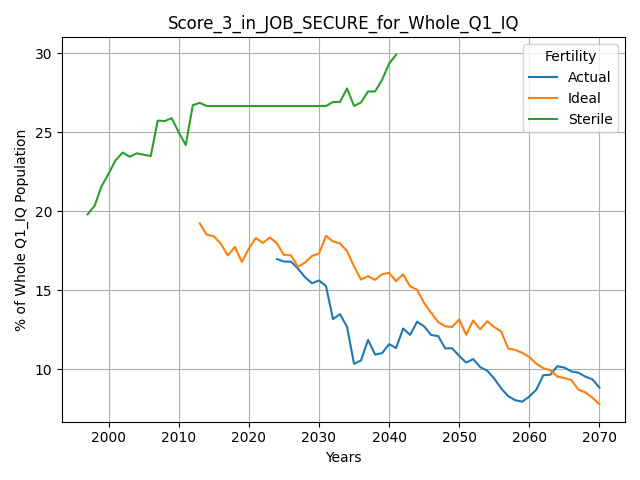 Score_3_in_JOB_SECURE_for_Whole_Q1_IQ
Fertility
Actual
Ideal
Sterile
% of Whole Q1_IQ Population
30
25
20
15
10
2000 2010 2020 2030 2040 2050 2060 2070
Years